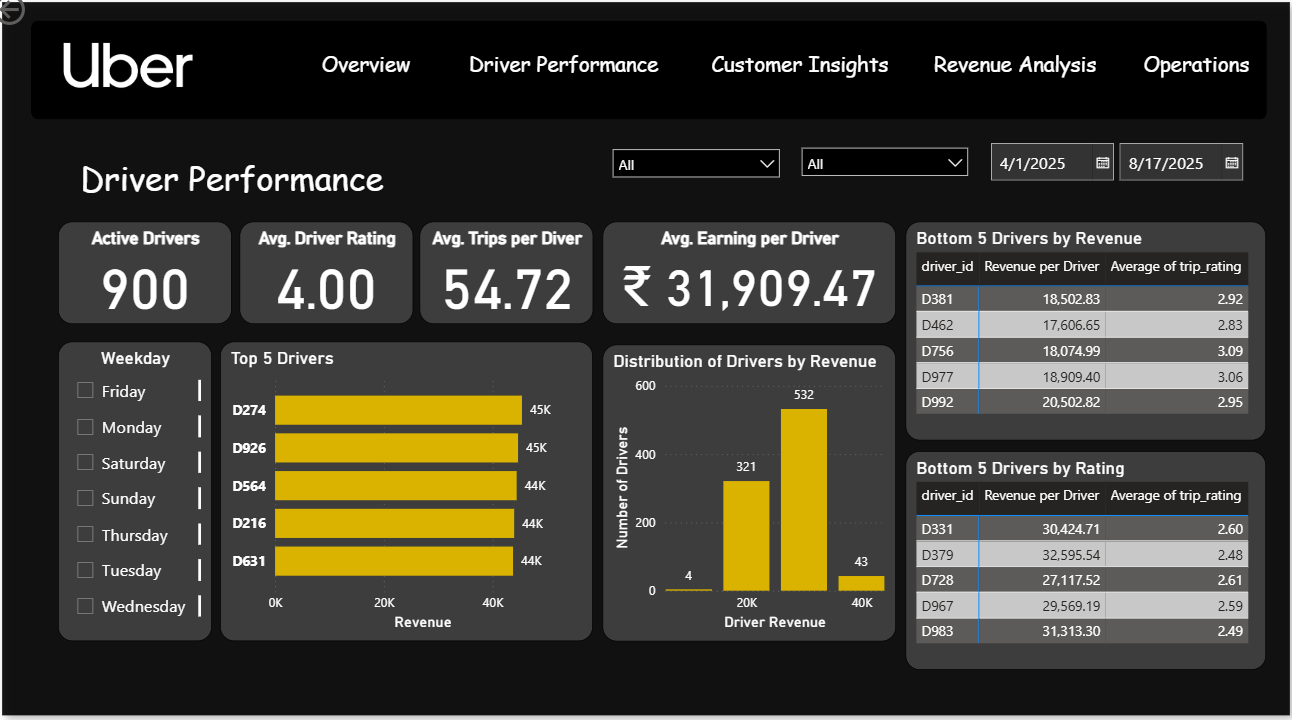 Uber
Overview
Driver Performance
Customer Insights
Revenue Analysis
Operations
Driver Performance
All
All
4/1/2025
8/17/2025
Active Drivers
900
Avg. Driver Rating
4.00
Avg. Trips per Diver
54.72
Avg. Earning per Driver
₹ 31,909.47
Weekday
Friday
Monday
Saturday
Sunday
Thursday
Tuesday
Wednesday
Top 5 Drivers
D274 45K
D926 45K
D564 44K
D216 44K
D631 44K
0K 20K 40K
Revenue
Distribution of Drivers by Revenue
Number of Drivers
600
400
200
0
4
321
532
43
20K 40K
Driver Revenue
Bottom 5 Drivers by Revenue
driver_id Revenue per Driver Average of trip_rating
D381 18,502.83 2.92
D462 17,606.65 2.83
D756 18,074.99 3.09
D977 18,909.40 3.06
D992 20,502.82 2.95
Bottom 5 Drivers by Rating
driver_id Revenue per Driver Average of trip_rating
D331 30,424.71 2.60
D379 32,595.54 2.48
D728 27,117.52 2.61
D967 29,569.19 2.59
D983 31,313.30 2.49